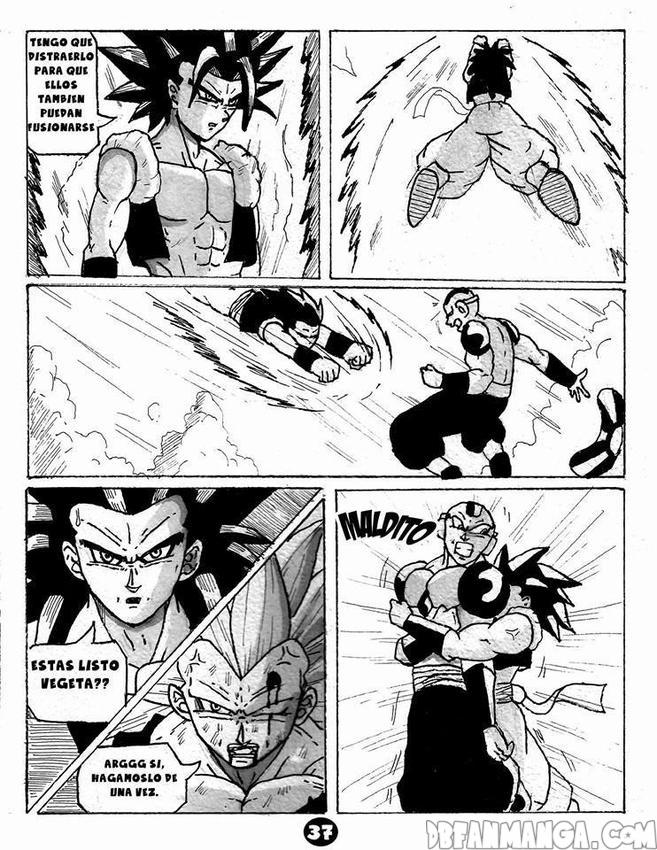 TENGO QUE
DISTRAERLO
PARA QUE
ELLOS
TAMBIEN
PUEDAN
FUSIONARSE
MALDITO
ESTAS LISTO
VEGETA??
ARGGG SI,
HAGAMOSLO DE
UNA VEZ.
37
DBFANMANGA.COM